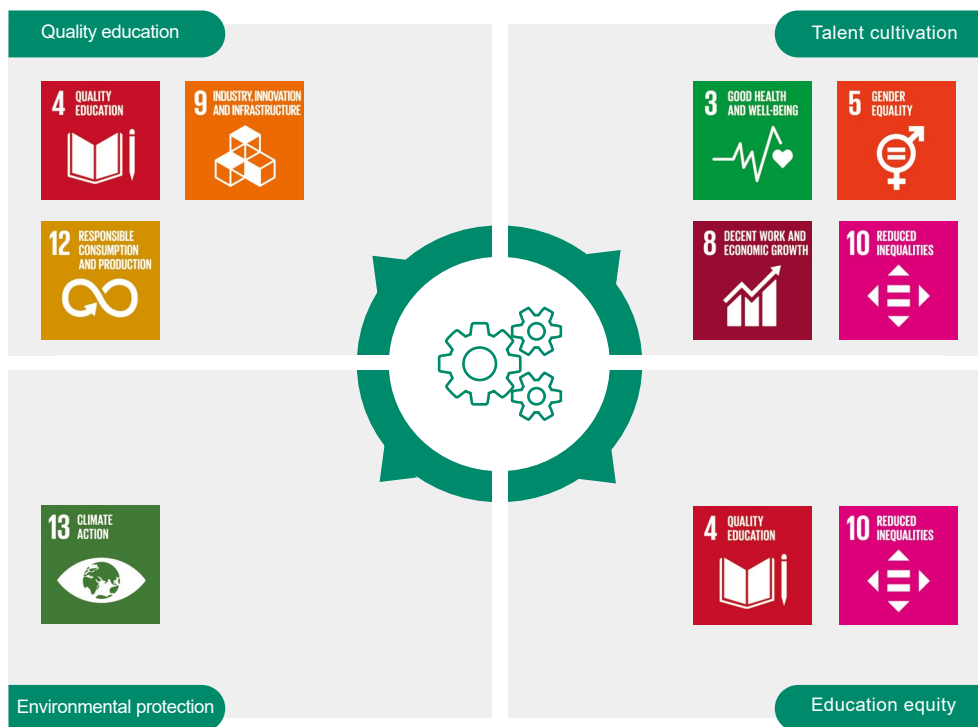 Quality education
Talent cultivation
4 QUALITY
EDUCATION
9 INDUSTRY, INNOVATION
AND INFRASTRUCTURE
3 GOOD HEALTH
AND WELL-BEING
5 GENDER
EQUALITY
12 RESPONSIBLE
CONSUMPTION
AND PRODUCTION
8 DECENT WORK AND
ECONOMIC GROWTH
10 REDUCED
INEQUALITIES
13 CLIMATE
ACTION
4 QUALITY
EDUCATION
10 REDUCED
INEQUALITIES
Environmental protection
Education equity